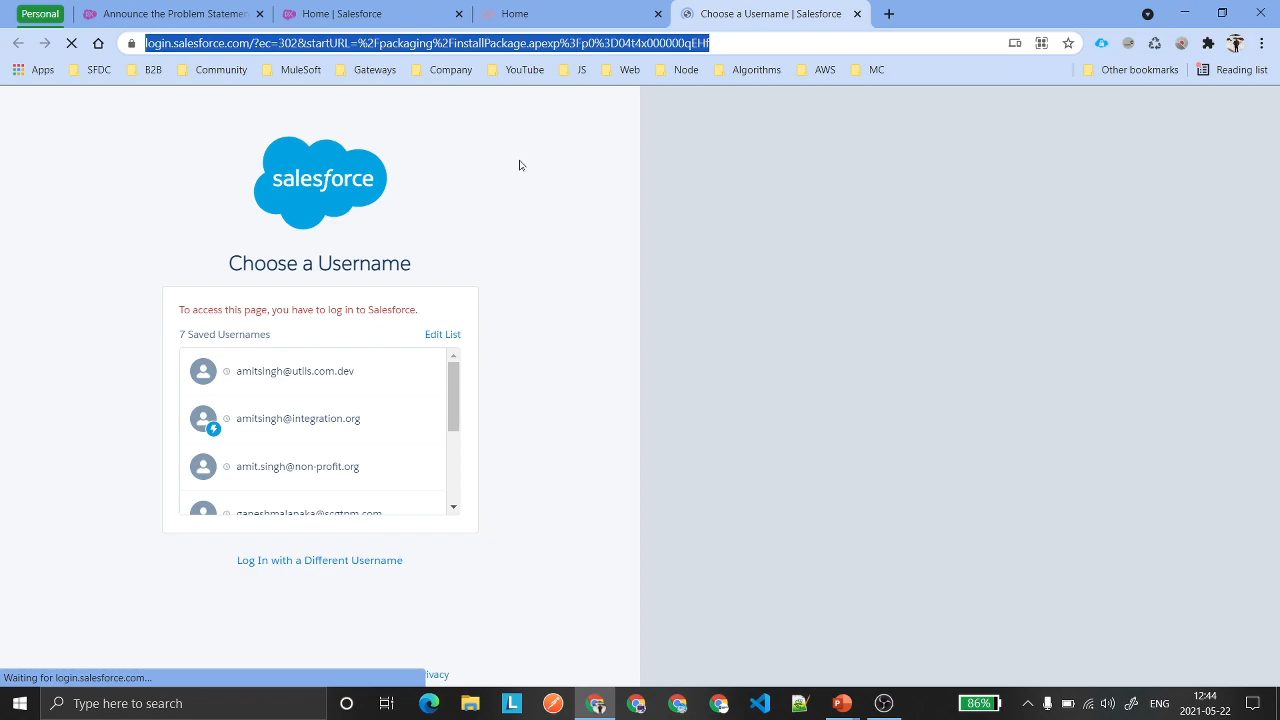 Personal
Announce Production Statemen
Salesforce
Home
Choose a Username | Salesforce
login.salesforce.com/?ec=302&startURL=%2Fpackaging%2FinstallPackage.apexp%3Fp0%3D04t4x000000qEHf
Apps
SFDC
B2B
Community
MuleSoft
Gateways
Company
YouTube
JS
Web
Node
Algorithms
AWS
MC
Other bookmarks
Reading list
salesforce
Choose a Username
To access this page, you have to log in to Salesforce.
7 Saved Usernames
Edit List
amitsingh@utils.com.dev
amitsingh@integration.org
amit.singh@non-profit.org
Log In with a Different Username
Waiting for login.salesforce.com...
ivacy
Type here to search
86%
ENG
12:44
2021-05-22